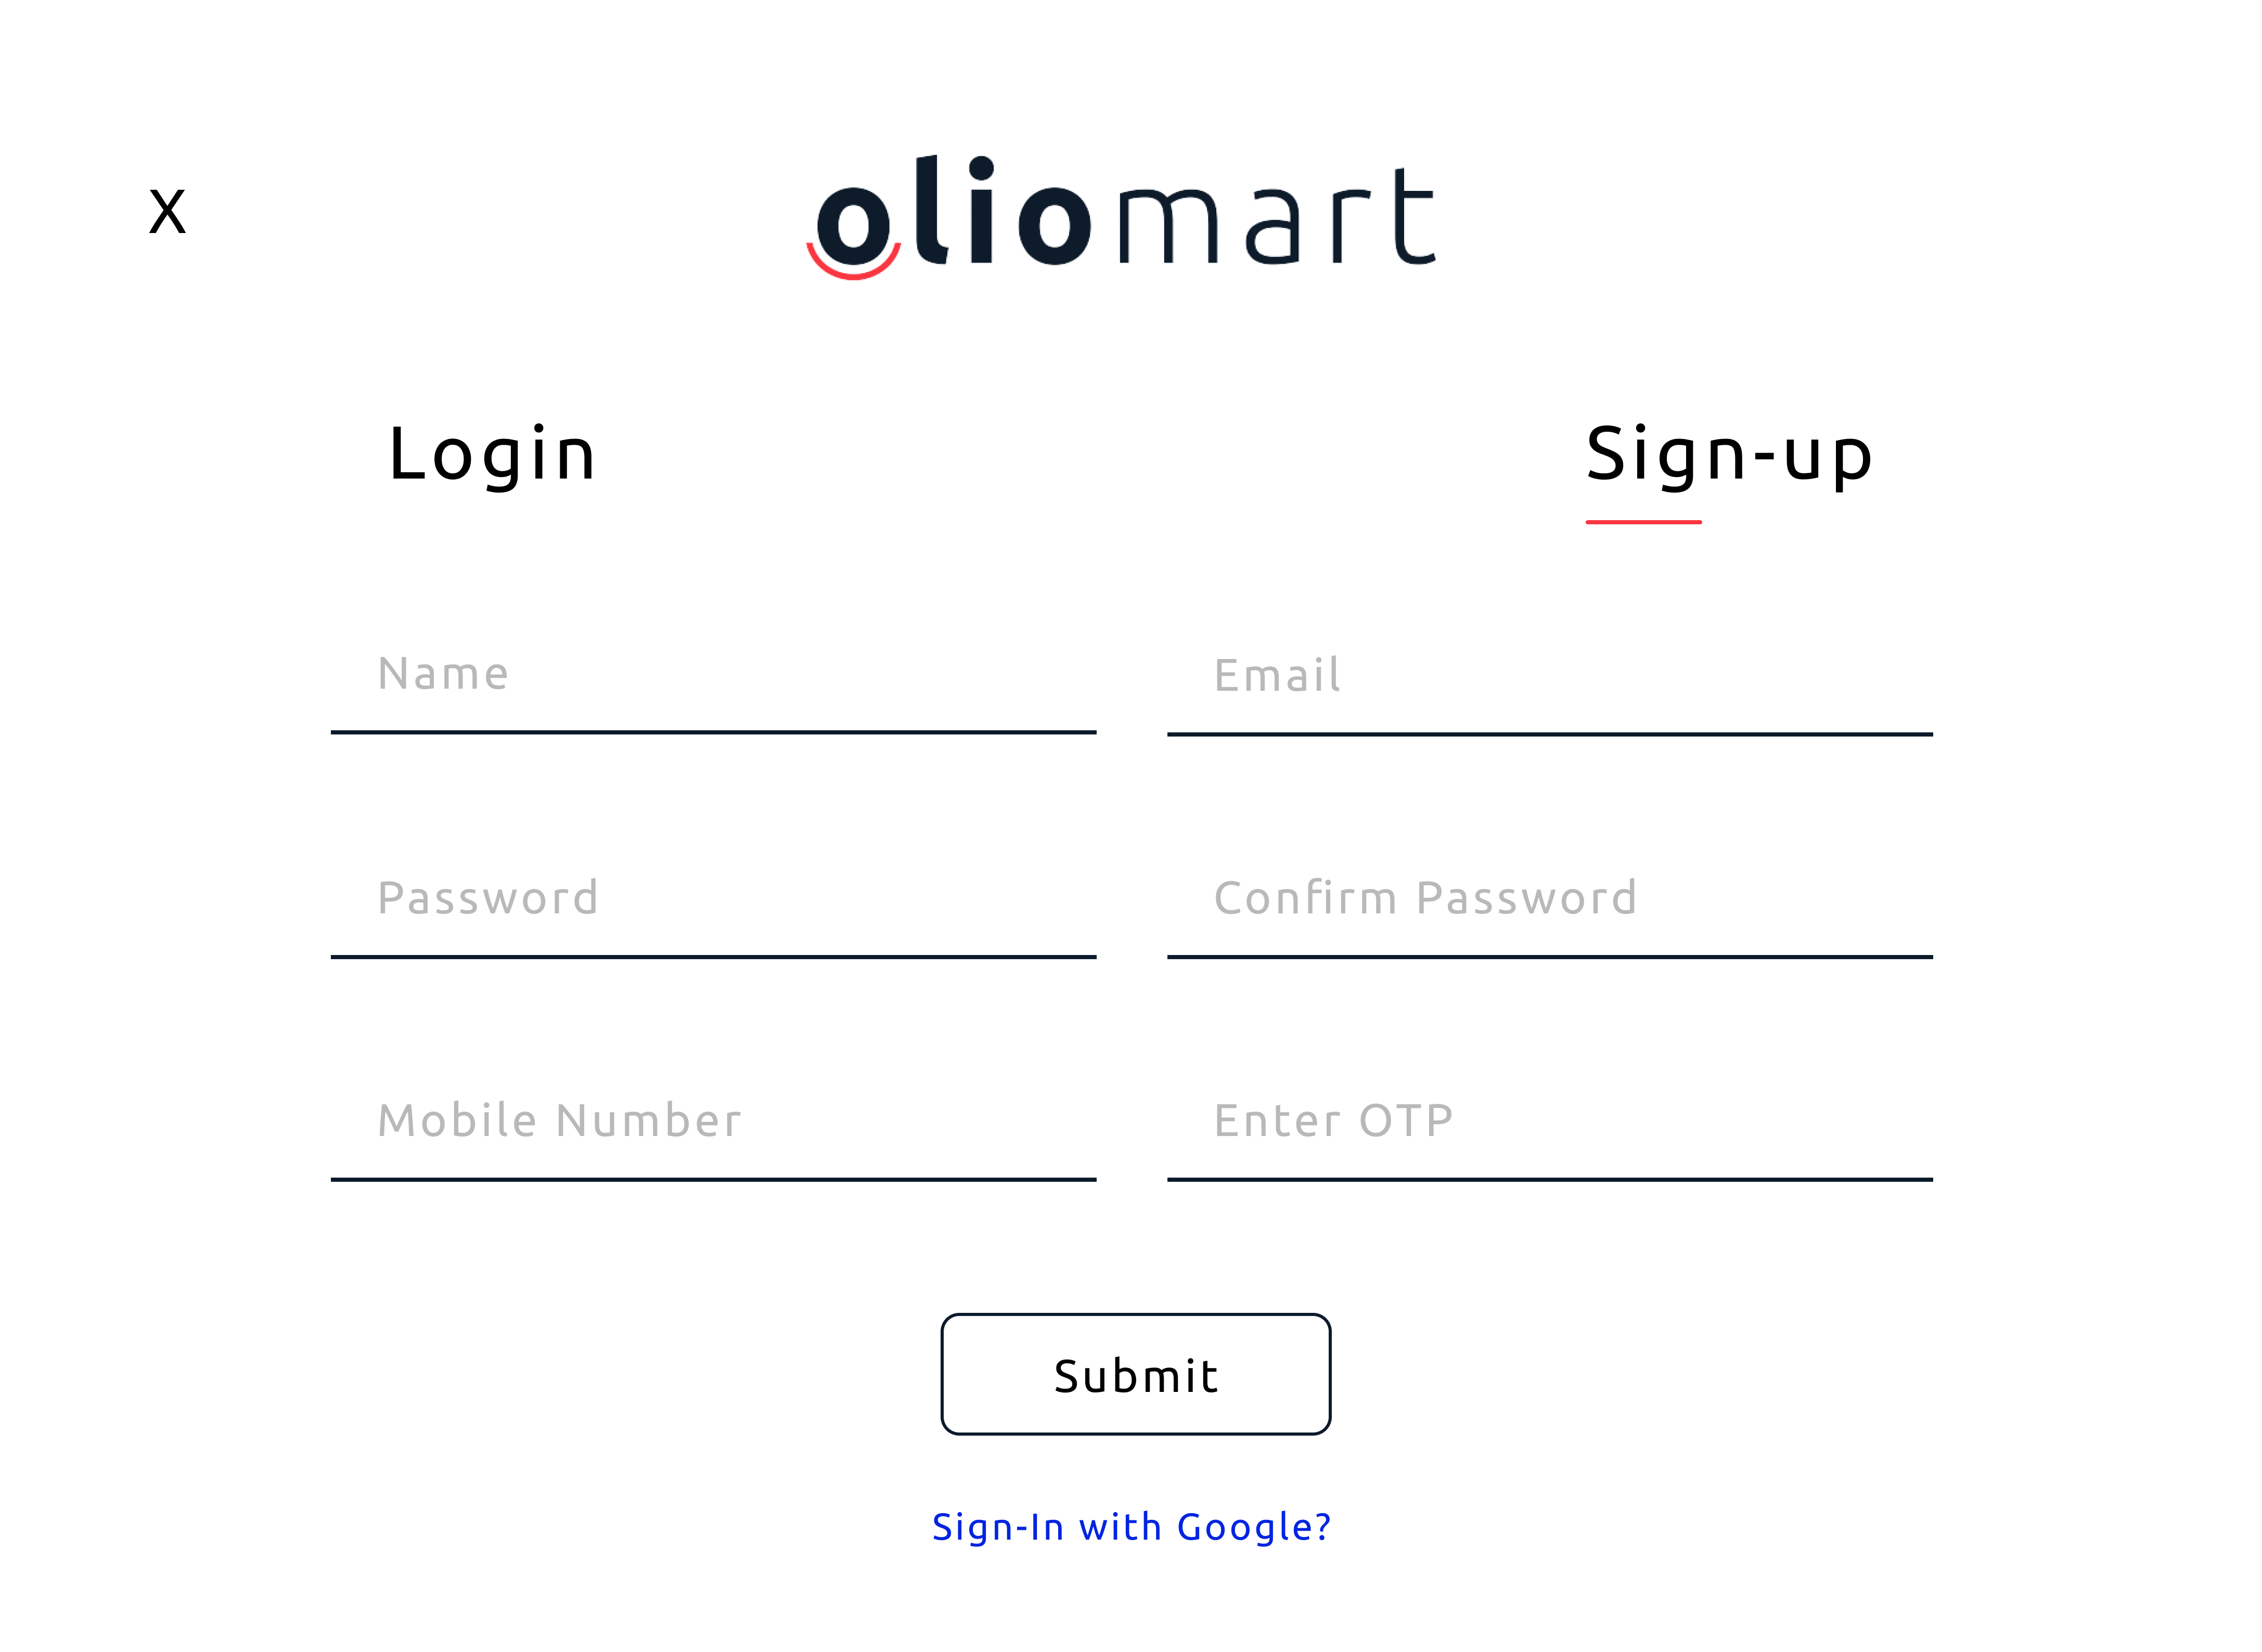 X
oliomart
Login
Sign-up
Name
Email
Password
Confirm Password
Mobile Number
Enter OTP
Submit
Sign-In with Google?